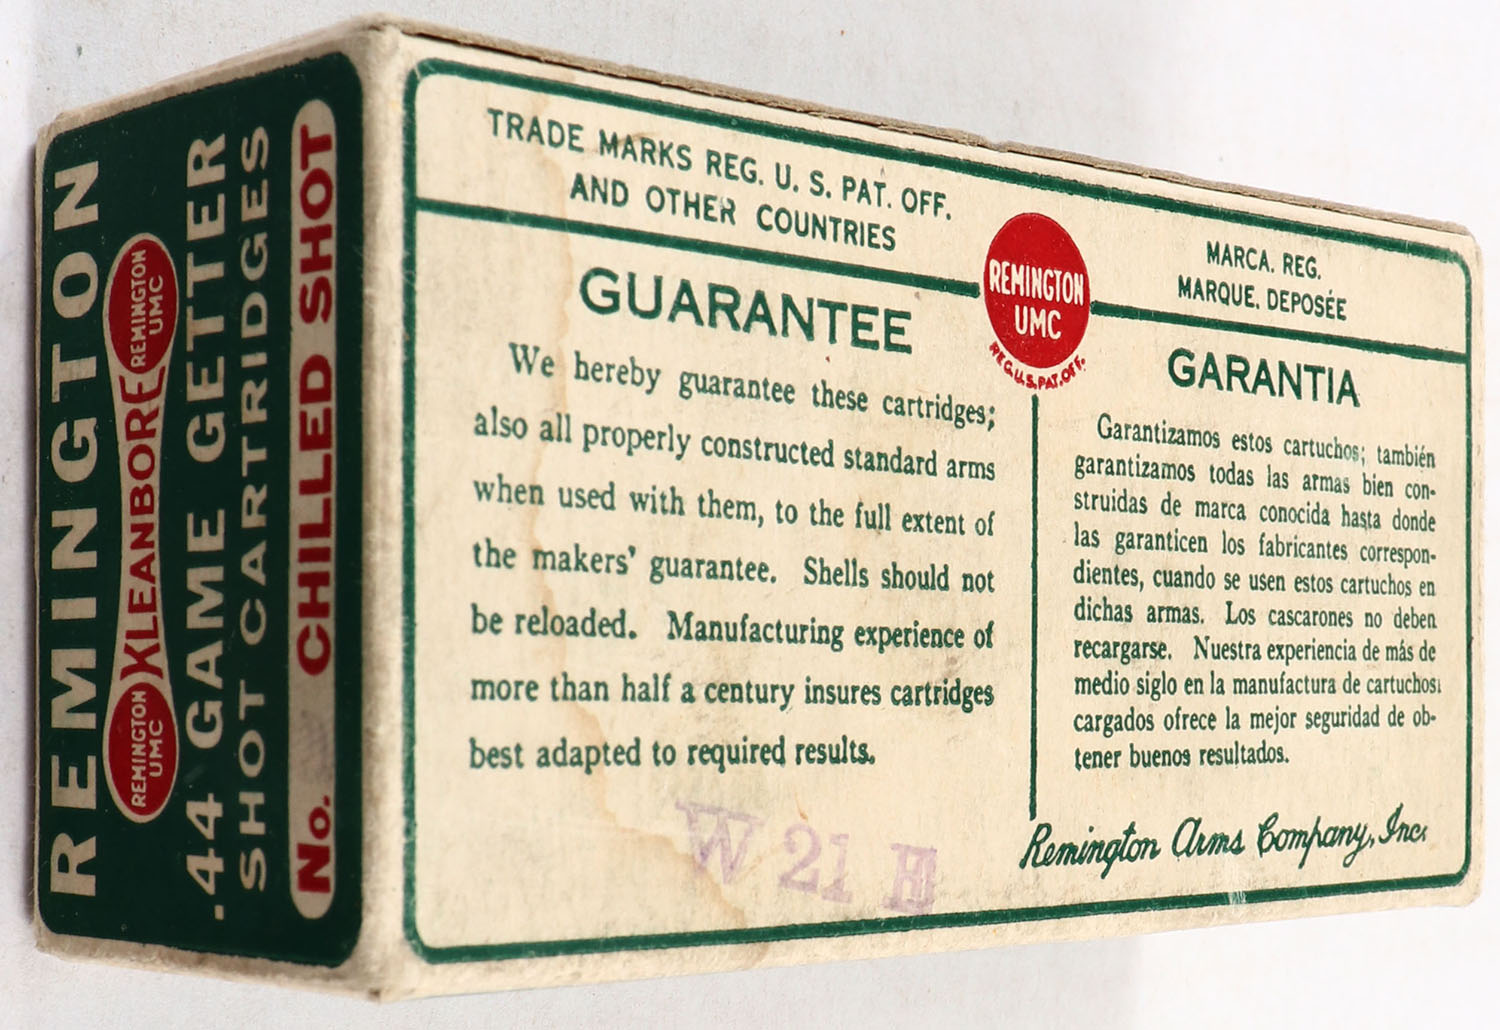 REMINGTON
REMINGTON
UMC
KLEANBORE
REMINGTON
UMC
.44 GAME GETTER
SHOT CARTRIDGES
No. CHILLED SHOT
TRADE MARKS REG. U. S. PAT. OFF.
AND OTHER COUNTRIES
REMINGTON
UMC
REG.U.S.PAT.OFF.
MARCA. REG.
MARQUE. DEPOSÉE
GUARANTEE
We hereby guarantee these cartridges;
also all properly constructed standard arms
when used with them, to the full extent of
the makers' guarantee. Shells should not
be reloaded. Manufacturing experience of
more than half a century insures cartridges
best adapted to required results.
W 21 H
GARANTIA
Garantizamos estos cartuchos; también
garantizamos todas las armas bien con-
struidas de marca conocida hasta donde
las garanticen los fabricantes correspon-
dientes, cuando se usen estos cartuchos en
dichas armas. Los cascarones no deben
recargarse. Nuestra experiencia de más de
medio siglo en la manufactura de cartuchos
cargados ofrece la mejor seguridad de ob-
tener buenos resultados.
Remington Arms Company, Inc.